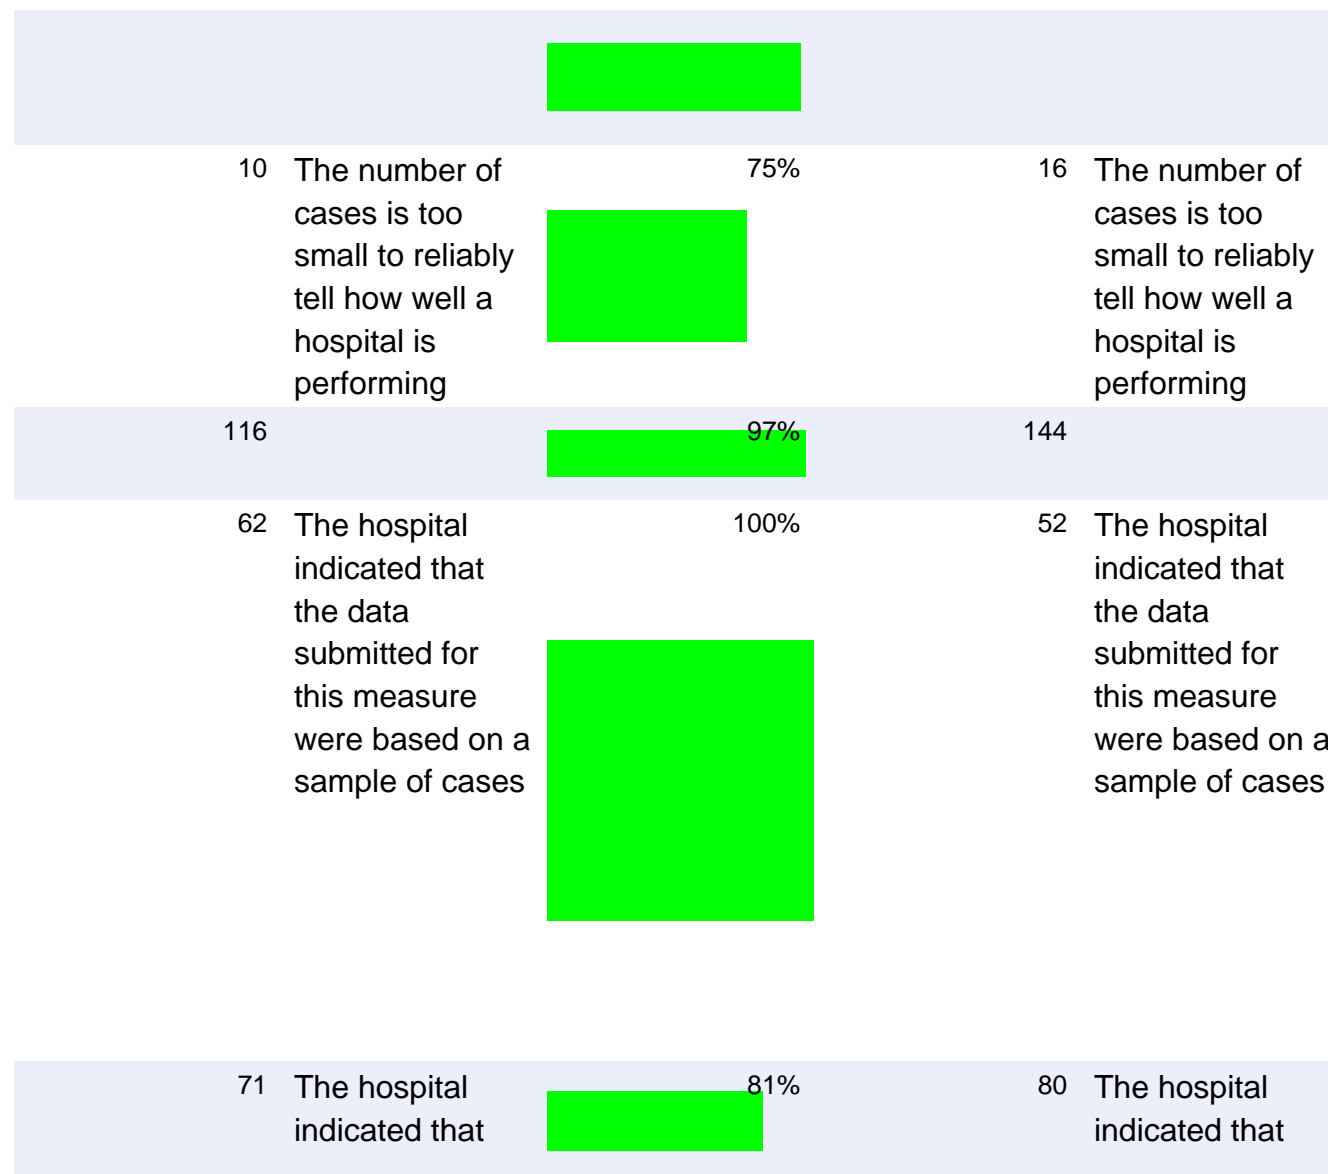 10 The number of 75% 16 The number of
cases is too cases is too
small to reliably small to reliably
tell how well a tell how well a
hospital is hospital is
performing performing
116 97% 144
62 The hospital 100% 52 The hospital
indicated that indicated that
the data the data
submitted for submitted for
this measure this measure
were based on a were based on a
sample of cases sample of cases
71 The hospital 81% 80 The hospital
indicated that indicated that